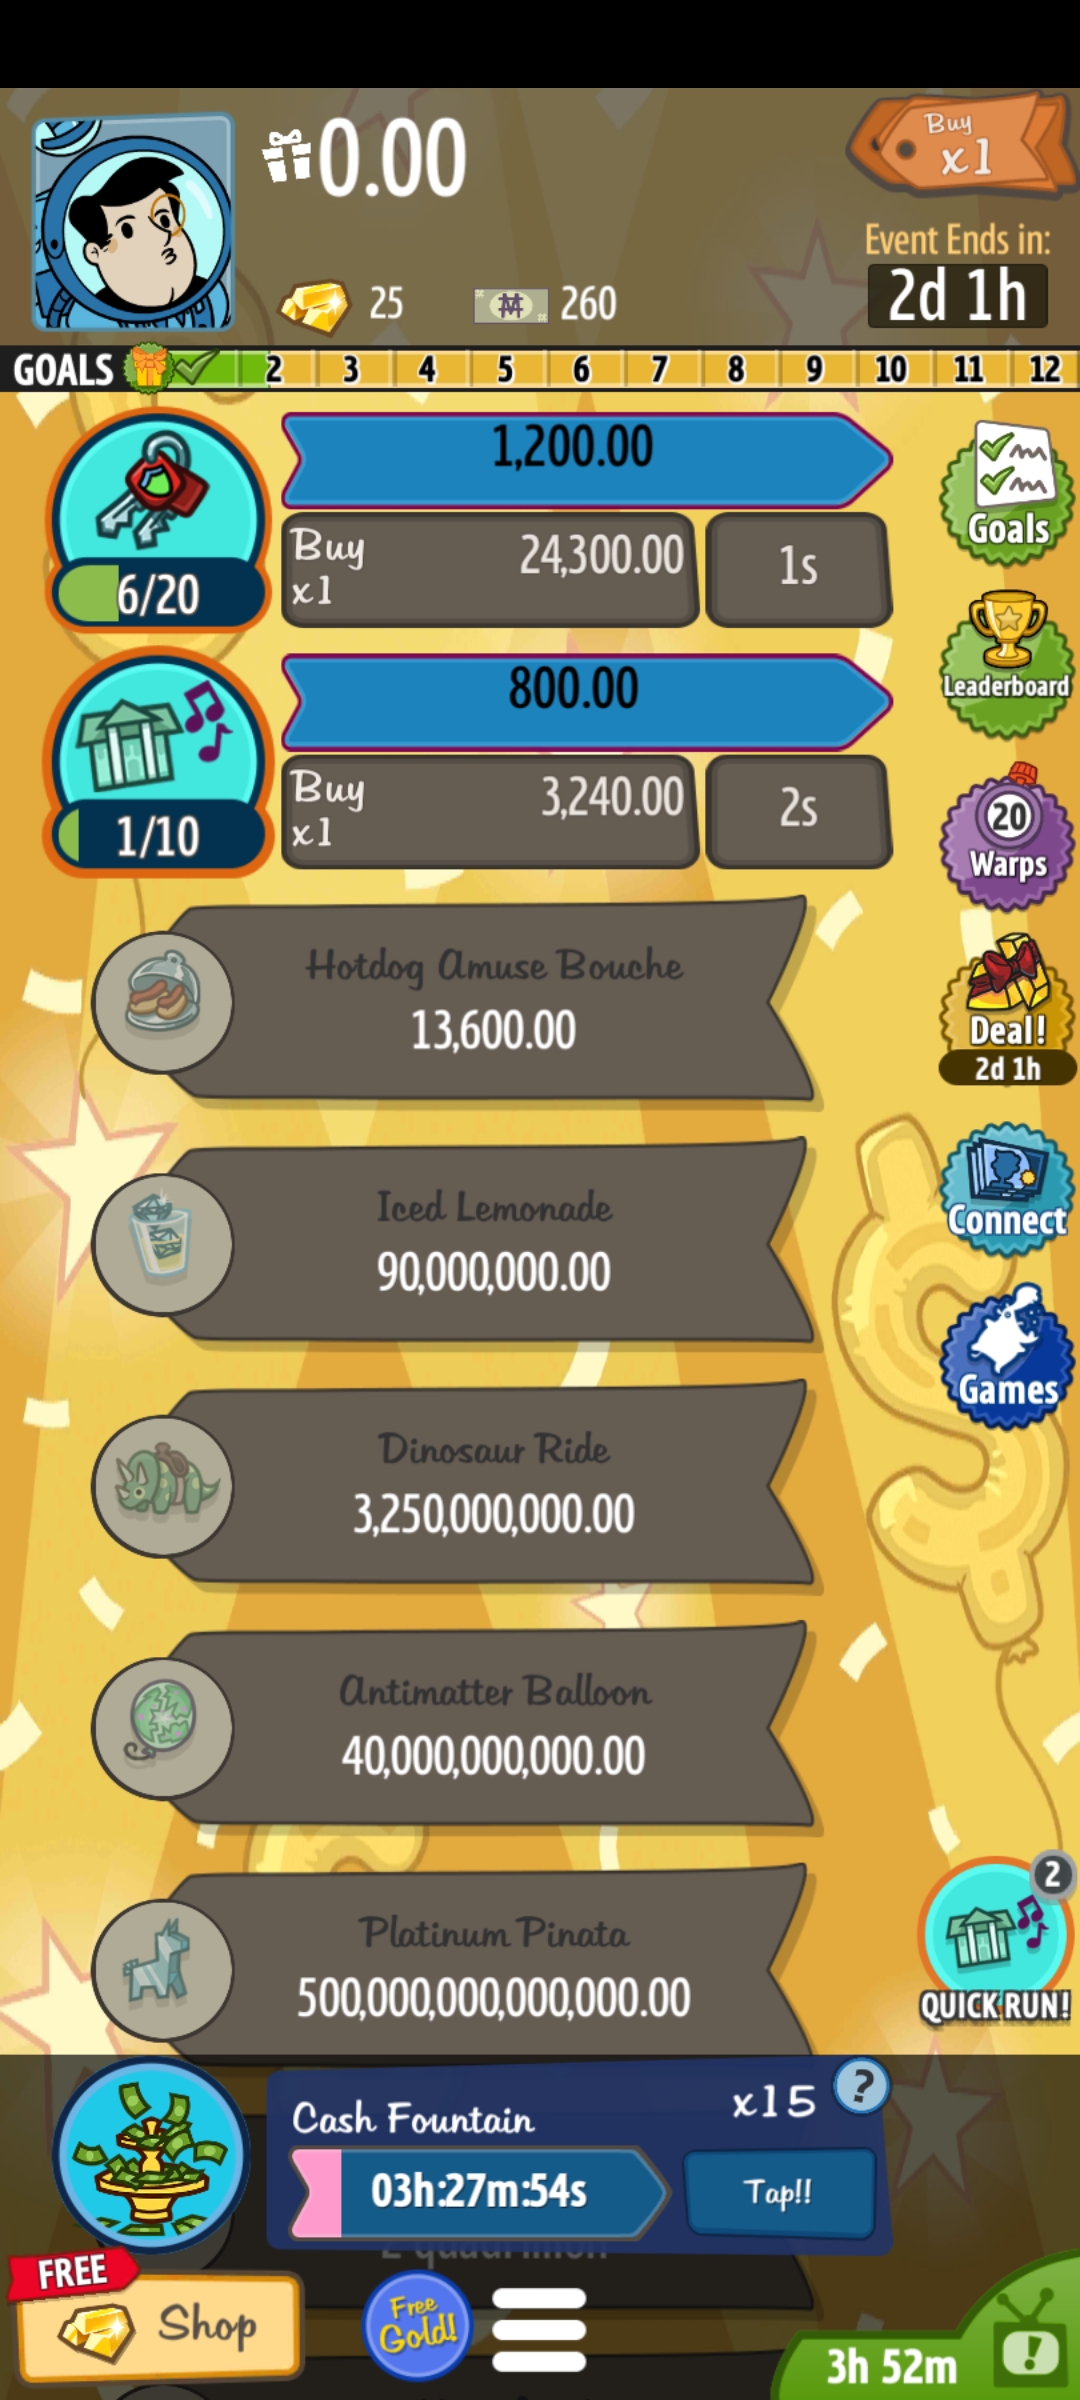 0.00
Buy
x1
Event Ends in:
2d 1h
25
260
GOALS 2 3 4 5 6 7 8 9 10 11 12
1,200.00
Buy
x1
24,300.00
1s
6/20
Goals
800.00
Buy
x1
3,240.00
2s
1/10
Leaderboard
20
Warps
Hotdog Amuse Bouche
13,600.00
Deal!
2d 1h
Iced Lemonade
90,000,000.00
Connect
Dinosaur Ride
3,250,000,000.00
Games
Antimatter Balloon
40,000,000,000.00
Platinum Pinata
500,000,000,000,000.00
2
QUICK RUN!
Cash Fountain
x15
?
03h:27m:54s
Tap!!
FREE
Shop
Free
Gold!
3h 52m
!